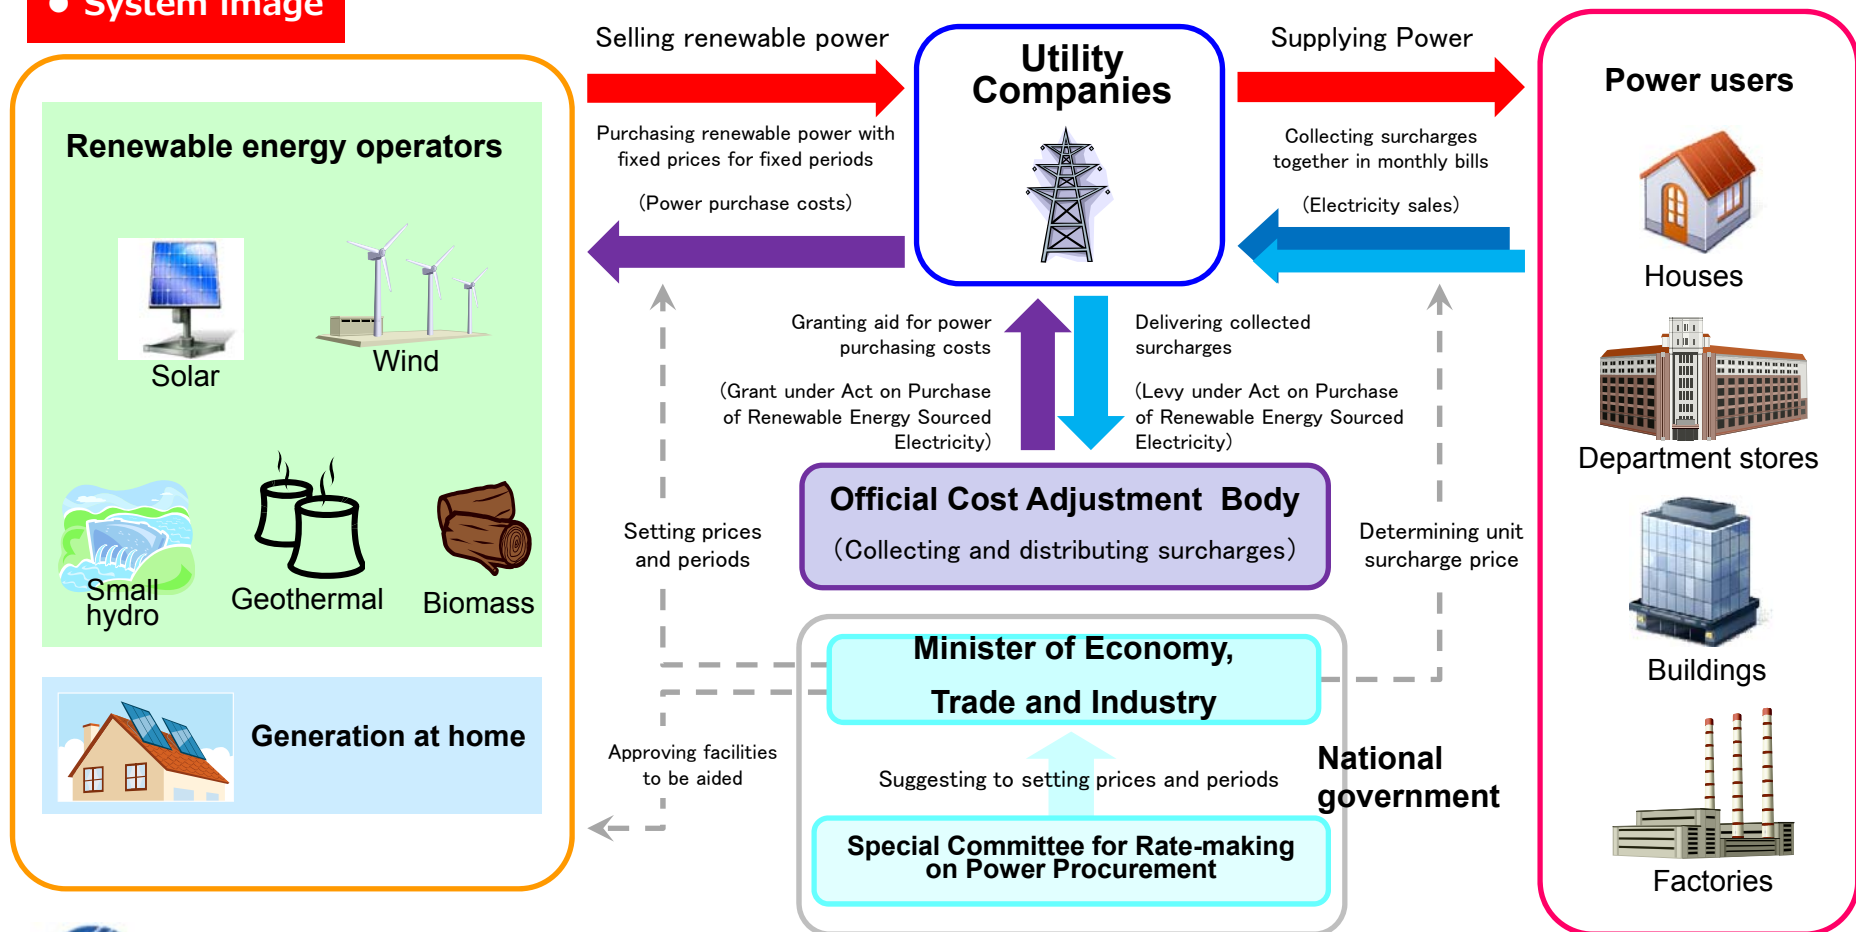 ● System Image
Selling renewable power
Utility
Companies
Supplying Power
Power users
Renewable energy operators
Purchasing renewable power with
fixed prices for fixed periods
(Power purchase costs)
Collecting surcharges
together in monthly bills
(Electricity sales)
Houses
Solar
Wind
Granting aid for power
purchasing costs
(Grant under Act on Purchase
of Renewable Energy Sourced
Electricity)
Delivering collected
surcharges
(Levy under Act on Purchase
of Renewable Energy Sourced
Electricity)
Department stores
Official Cost Adjustment Body
(Collecting and distributing surcharges)
Setting prices
and periods
Determining unit
surcharge price
Small
hydro
Geothermal
Biomass
Minister of Economy,
Trade and Industry
Buildings
Generation at home
Approving facilities
to be aided
Suggesting to setting prices and periods
National
government
Special Committee for Rate-making
on Power Procurement
Factories